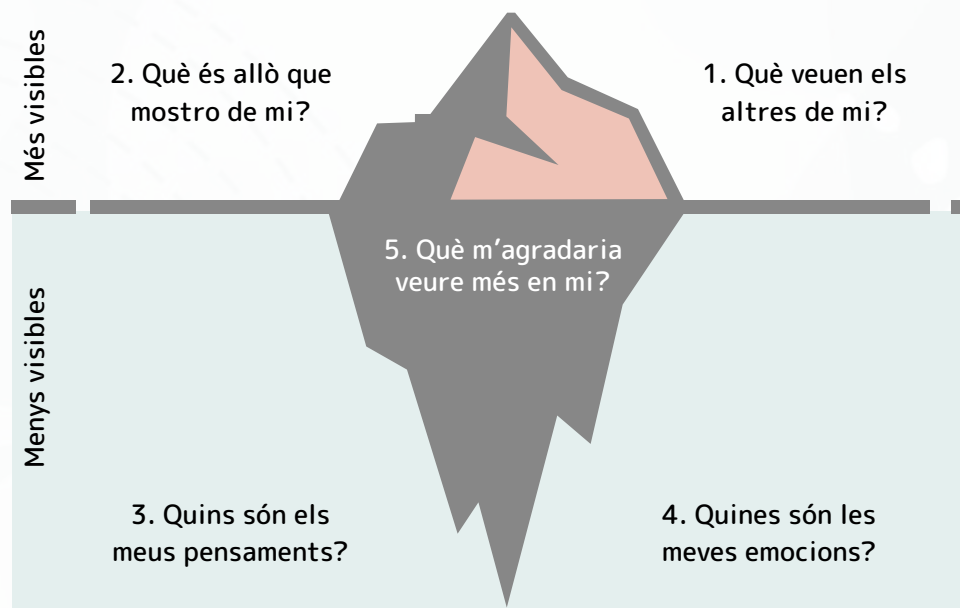 Més visibles
2. Què és allò que
mostro de mi?
1. Què veuen els
altres de mi?
5. Què m’agradaria
veure més en mi?
Menys visibles
3. Quins són els
meus pensaments?
4. Quines són les
meves emocions?